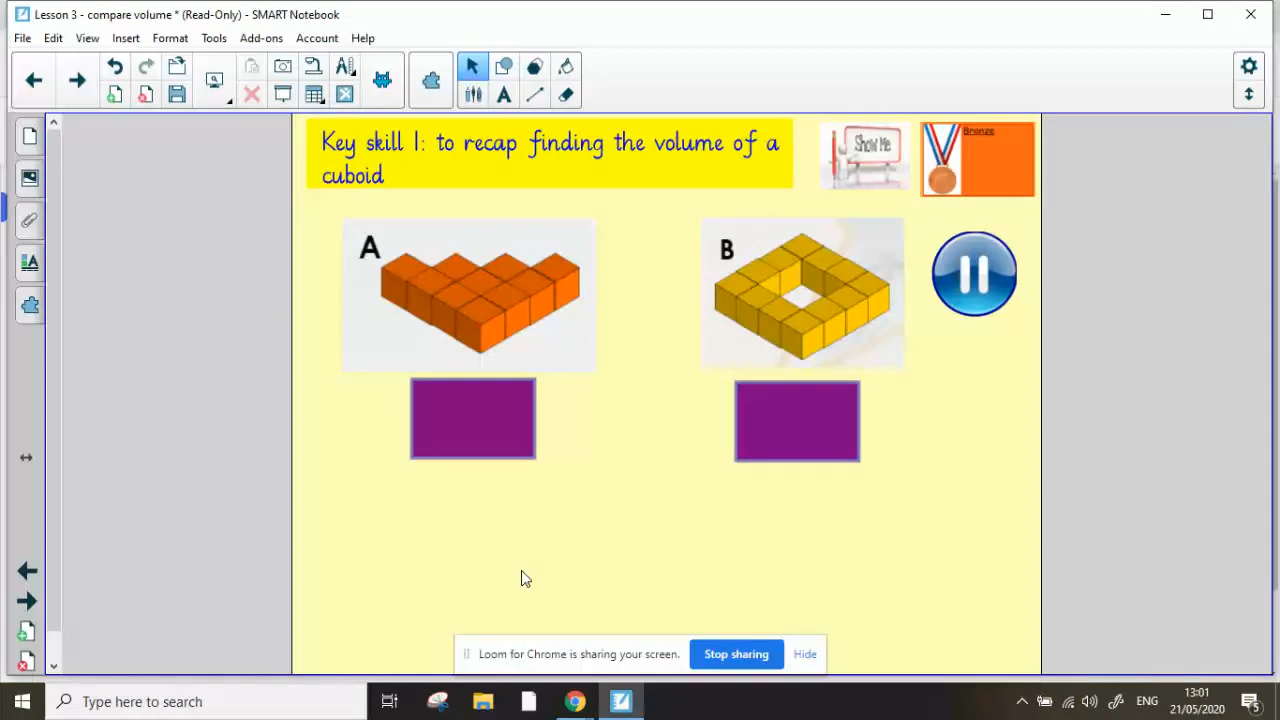 Lesson 3 - compare volume * (Read-Only) - SMART Notebook
File Edit View Insert Format Tools Add-ons Account Help
Key skill 1: to recap finding the volume of a
cuboid
Show Me
Bronze
A
B
Loom for Chrome is sharing your screen. Stop sharing Hide
Type here to search
ENG
13:01
21/05/2020
5